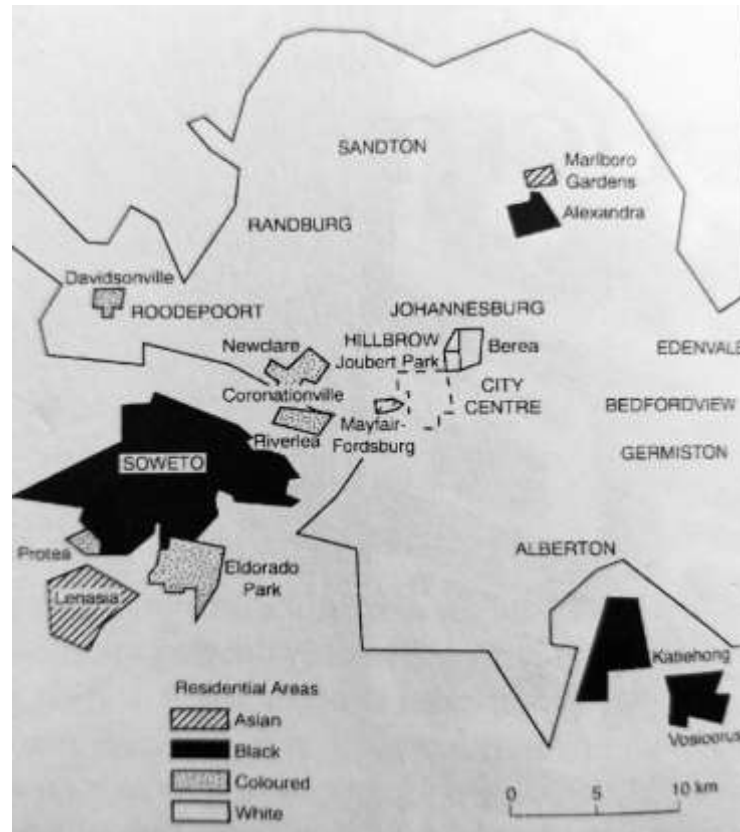 SANDTON
Marlboro
Gardens
Alexandra
RANDBURG
Davidsonville
ROODEPOORT
JOHANNESBURG
Newclare
HILLBROW
Joubert Park
Berea
EDENVALE
Coronationville
CITY
CENTRE
BEDFORDVIEW
Riverlea
Mayfair-
Fordsburg
GERMISTON
SOWETO
Protea
Eldorado
Park
ALBERTON
Lenasia
Katlehong
Vosloorus
Residential Areas
Asian
Black
Coloured
White
0 5 10 km